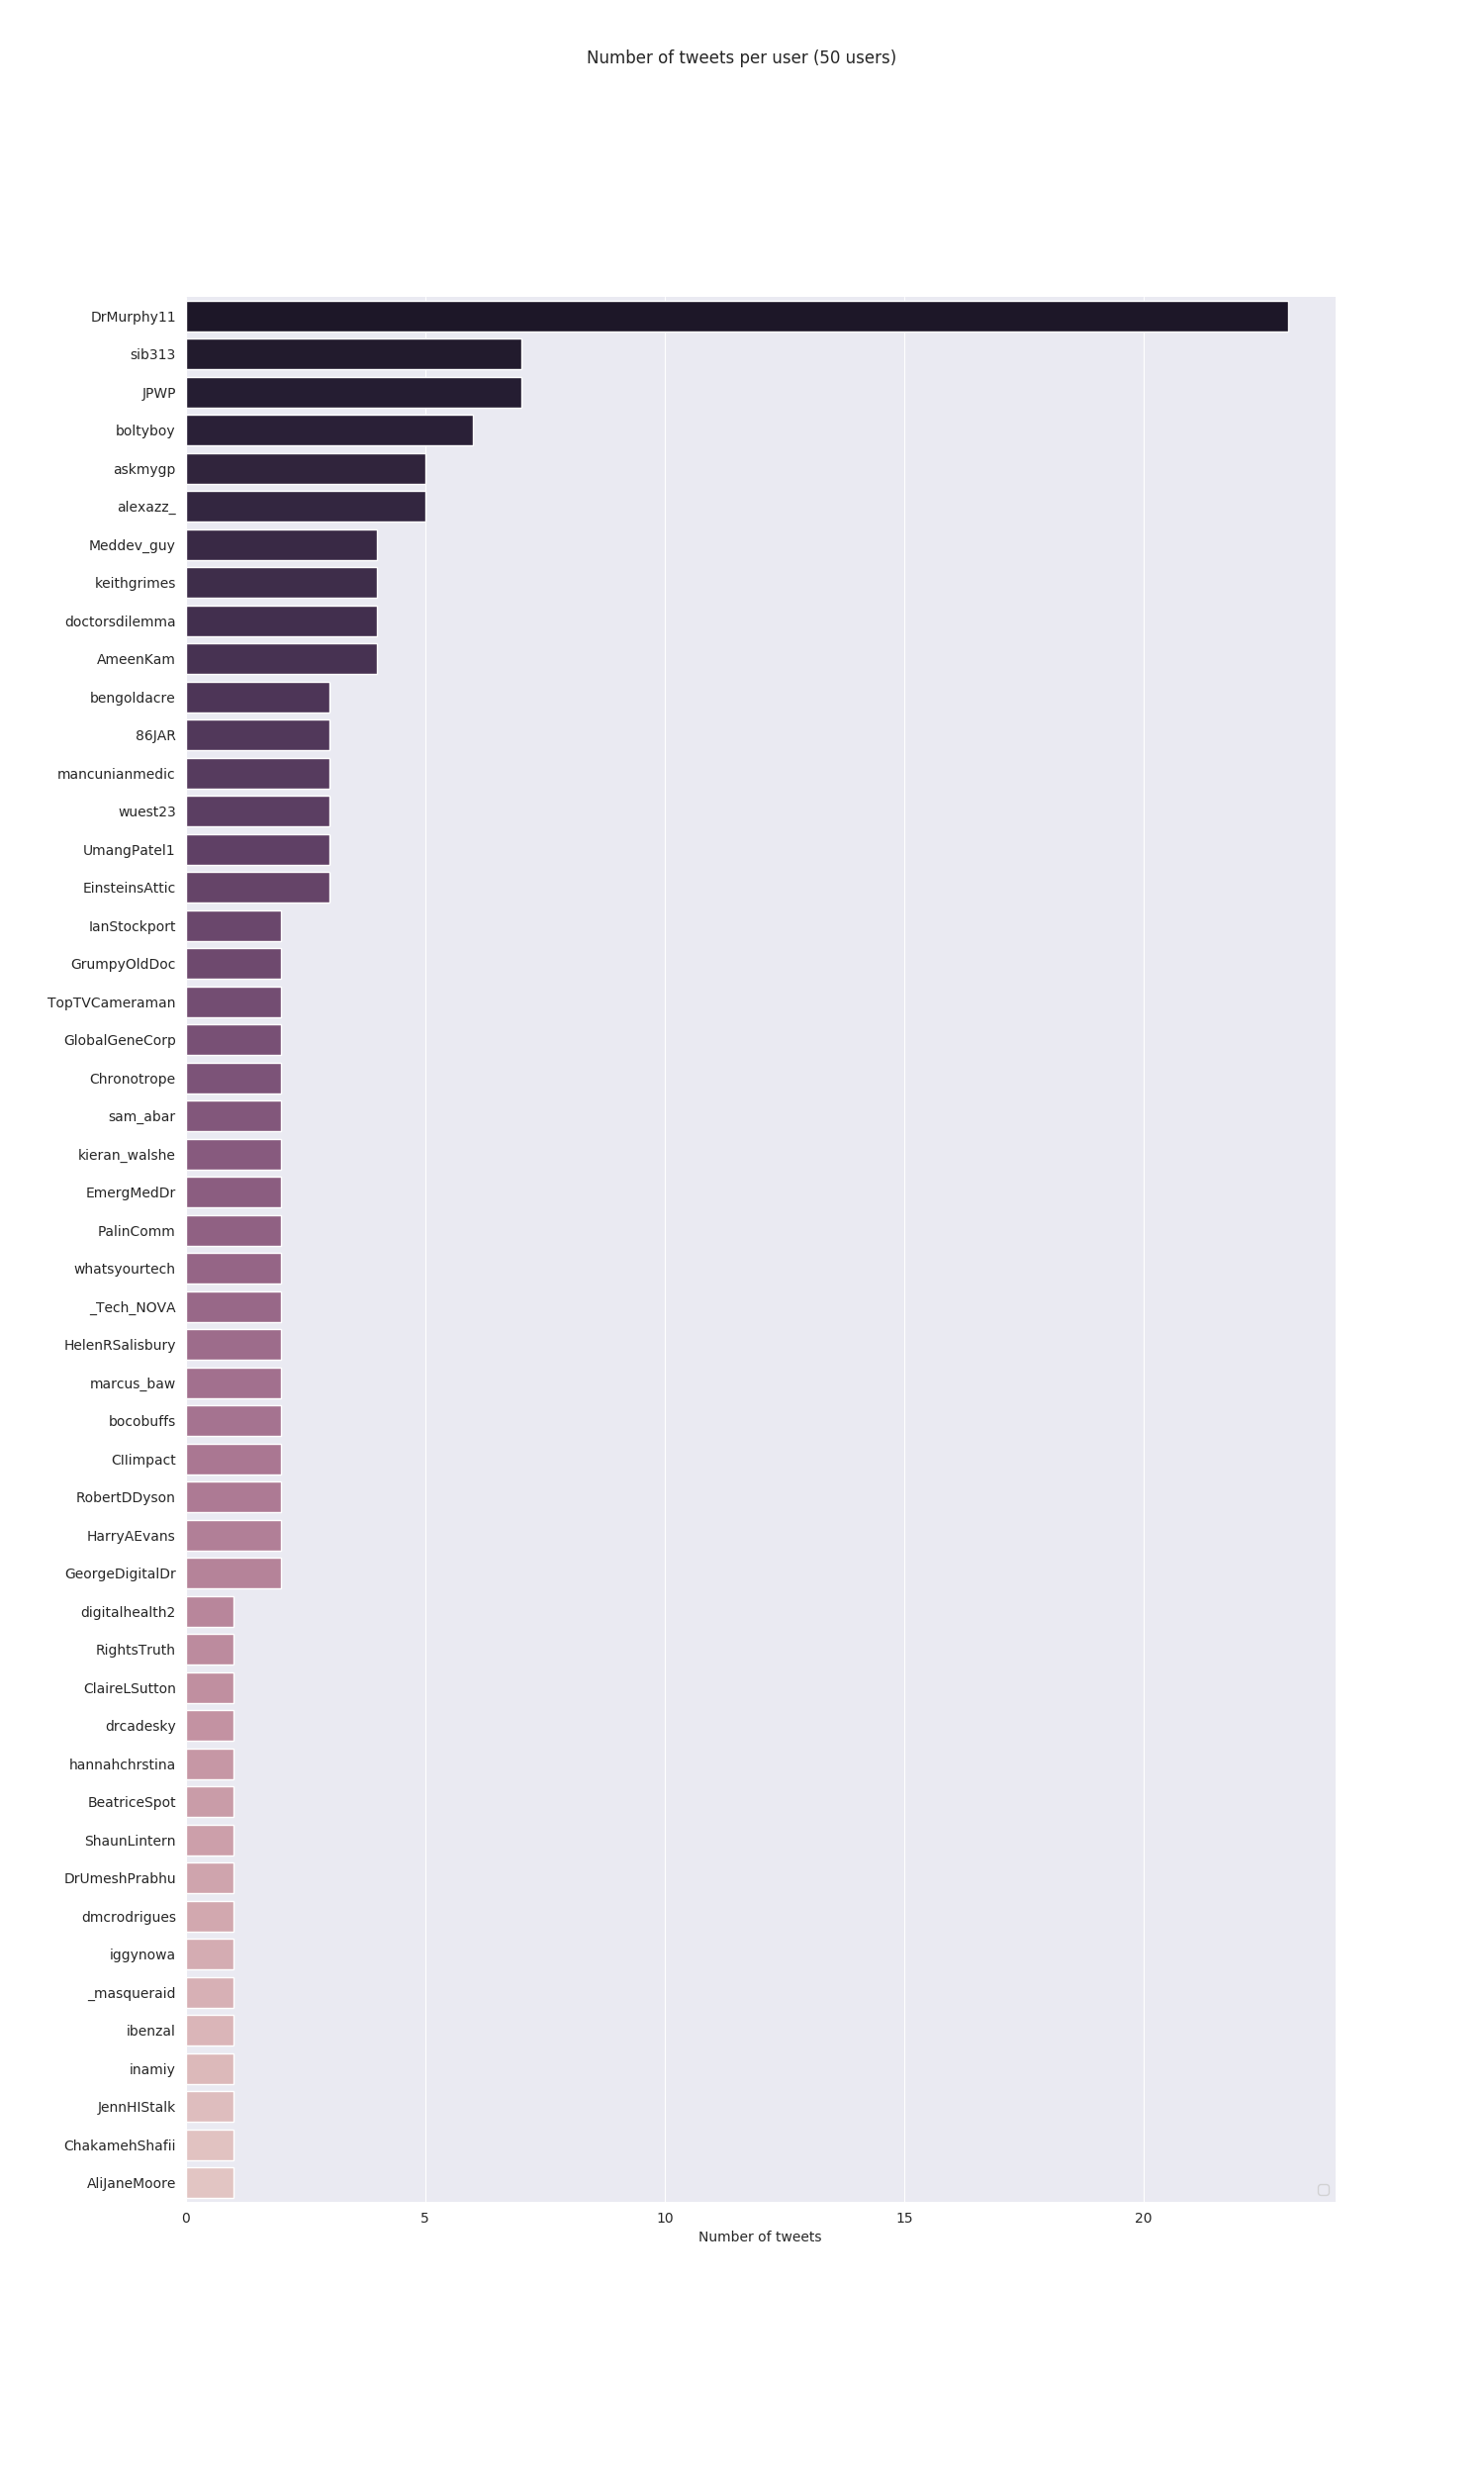 Number of tweets per user (50 users)
DrMurphy11
sib313
JPWP
boltyboy
askmygp
alexazz_
Meddev_guy
keithgrimes
doctorsdilemma
AmeenKam
bengoldacre
86JAR
mancunianmedic
wuest23
UmangPatel1
EinsteinsAttic
IanStockport
GrumpyOldDoc
TopTVCameraman
GlobalGeneCorp
Chronotrope
sam_abar
kieran_walshe
EmergMedDr
PalinComm
whatsyourtech
_Tech_NOVA
HelenRSalisbury
marcus_baw
bocobuffs
CIIimpact
RobertDDyson
HarryAEvans
GeorgeDigitalDr
digitalhealth2
RightsTruth
ClaireLSutton
drcadesky
hannahchrstina
BeatriceSpot
ShaunLintern
DrUmeshPrabhu
dmcrodrigues
iggynowa
_masqueraid
ibenzal
inamiy
JennHIStalk
ChakamehShafii
AliJaneMoore
0 5 10 15 20
Number of tweets